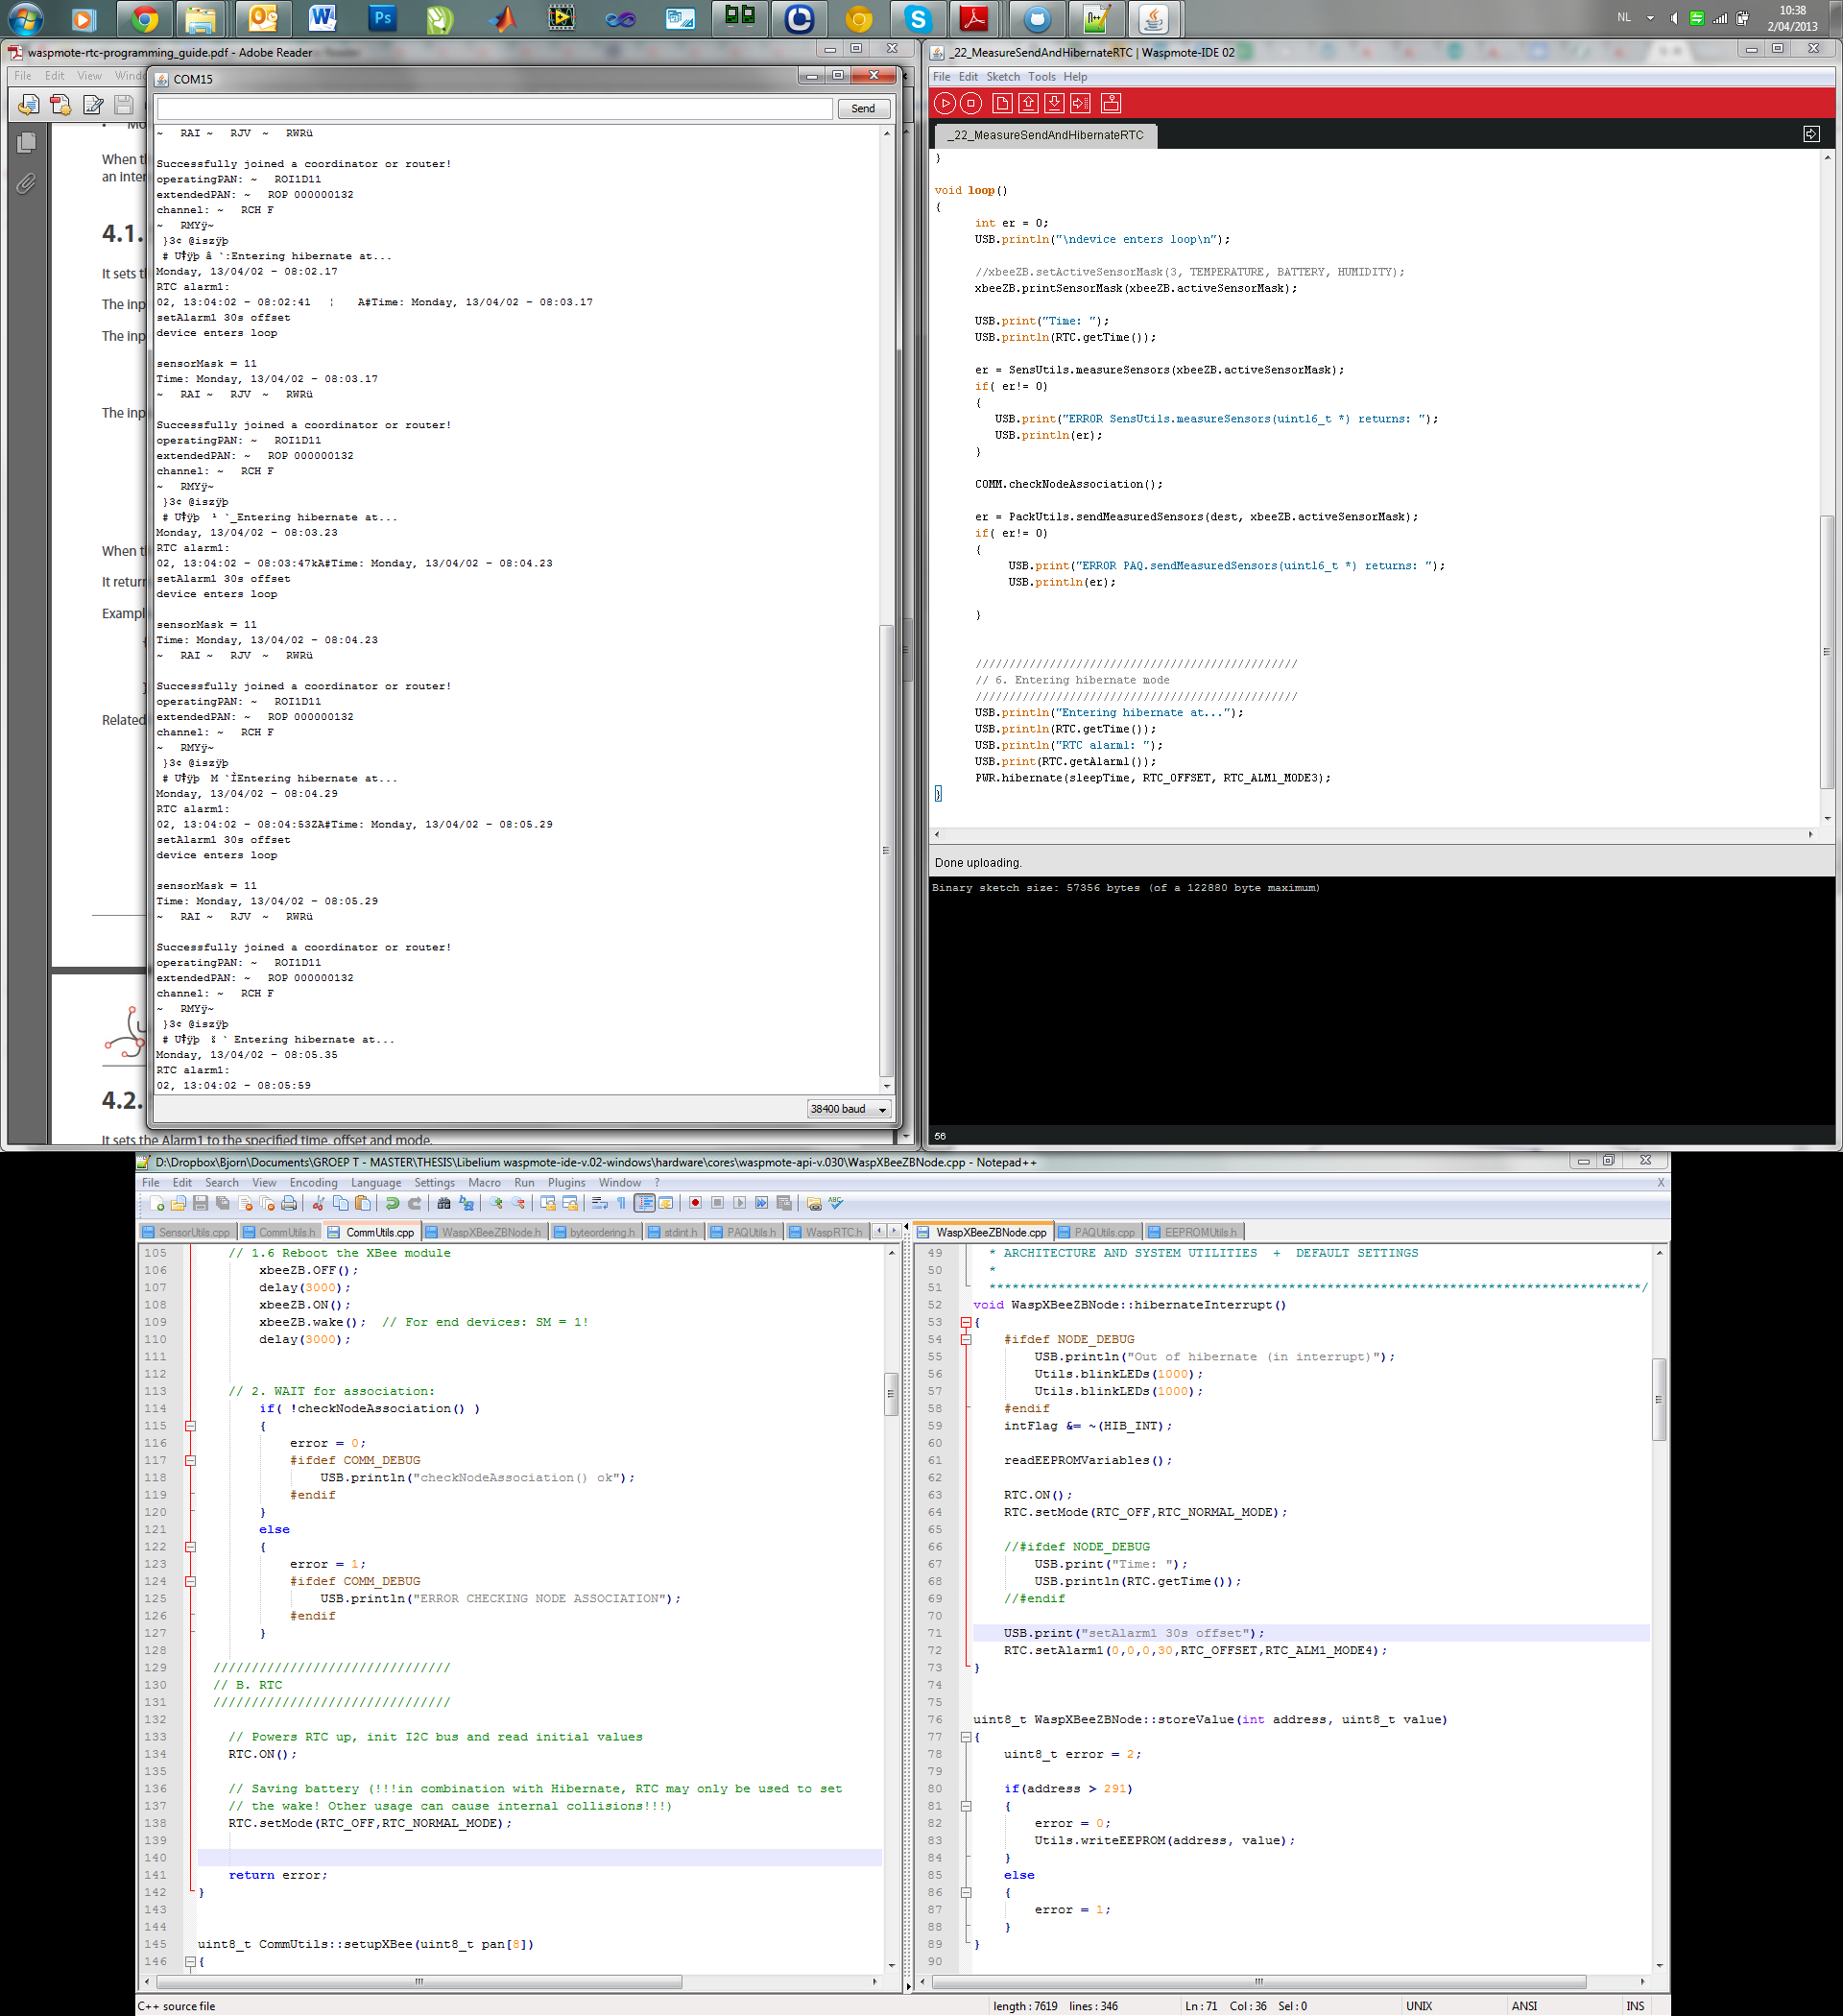 NL
10:38
2/04/2013
waspmote-rtc-programming_guide.pdf - Adobe Reader
File Edit View Wind
When th
an inter
4.1.
It sets th
The inp
The inp
The inp
When th
It return
Exampl
Related
4.2.
It sets the Alarm1 to the specified time, offset and mode.
COM15
Send
~ RAI ~ RJV ~ RWRü
Successfully joined a coordinator or router!
operatingPAN: ~ ROI1D11
extendedPAN: ~ ROP 000000132
channel: ~ RCH F
~ RMYÿ~
}3¢ @iszÿþ
# U‡ÿþ â `:Entering hibernate at...
Monday, 13/04/02 - 08:02.17
RTC alarm1:
02, 13:04:02 - 08:02:41 ¦ A#Time: Monday, 13/04/02 - 08:03.17
setAlarm1 30s offset
device enters loop
sensorMask = 11
Time: Monday, 13/04/02 - 08:03.17
~ RAI ~ RJV ~ RWRü
Successfully joined a coordinator or router!
operatingPAN: ~ ROI1D11
extendedPAN: ~ ROP 000000132
channel: ~ RCH F
~ RMYÿ~
}3¢ @iszÿþ
# U‡ÿþ ¹ `_Entering hibernate at...
Monday, 13/04/02 - 08:03.23
RTC alarm1:
02, 13:04:02 - 08:03:47kA#Time: Monday, 13/04/02 - 08:04.23
setAlarm1 30s offset
device enters loop
sensorMask = 11
Time: Monday, 13/04/02 - 08:04.23
~ RAI ~ RJV ~ RWRü
Successfully joined a coordinator or router!
operatingPAN: ~ ROI1D11
extendedPAN: ~ ROP 000000132
channel: ~ RCH F
~ RMYÿ~
}3¢ @iszÿþ
# U‡ÿþ M `ÌEntering hibernate at...
Monday, 13/04/02 - 08:04.29
RTC alarm1:
02, 13:04:02 - 08:04:53ZA#Time: Monday, 13/04/02 - 08:05.29
setAlarm1 30s offset
device enters loop
sensorMask = 11
Time: Monday, 13/04/02 - 08:05.29
~ RAI ~ RJV ~ RWRü
Successfully joined a coordinator or router!
operatingPAN: ~ ROI1D11
extendedPAN: ~ ROP 000000132
channel: ~ RCH F
~ RMYÿ~
}3¢ @iszÿþ
# U‡ÿþ ` Entering hibernate at...
Monday, 13/04/02 - 08:05.35
RTC alarm1:
02, 13:04:02 - 08:05:59
38400 baud
_22_MeasureSendAndHibernateRTC | Waspmote-IDE 02
File Edit Sketch Tools Help
_22_MeasureSendAndHibernateRTC
}
void loop()
{
int er = 0;
USB.println("\ndevice enters loop\n");
//xbeeZB.setActiveSensorMask(3, TEMPERATURE, BATTERY, HUMIDITY);
xbeeZB.printSensorMask(xbeeZB.activeSensorMask);
USB.print("Time: ");
USB.println(RTC.getTime());
er = SensUtils.measureSensors(xbeeZB.activeSensorMask);
if( er!= 0)
{
USB.print("ERROR SensUtils.measureSensors(uint16_t *) returns: ");
USB.println(er);
}
COMM.checkNodeAssociation();
er = PackUtils.sendMeasuredSensors(dest, xbeeZB.activeSensorMask);
if( er!= 0)
{
USB.print("ERROR PAQ.sendMeasuredSensors(uint16_t *) returns: ");
USB.println(er);
}
////////////////////////////////////////////////
// 6. Entering hibernate mode
////////////////////////////////////////////////
USB.println("Entering hibernate at...");
USB.println(RTC.getTime());
USB.println("RTC alarm1: ");
USB.print(RTC.getAlarm1());
PWR.hibernate(sleepTime, RTC_OFFSET, RTC_ALM1_MODE3);
}
Done uploading.
Binary sketch size: 57356 bytes (of a 122880 byte maximum)
56
D:\Dropbox\Bjorn\Documents\GROEP T - MASTER\THESIS\Libelium waspmote-ide-v.02-windows\hardware\cores\waspmote-api-v.030\WaspXBeeZBNode.cpp - Notepad++
File Edit Search View Encoding Language Settings Macro Run Plugins Window ?
X
SensorUtils.cpp CommUtils.h CommUtils.cpp WaspXBeeZBNode.h byteordering.h stdint.h PAQUtils.h WaspRTC.h
105 // 1.6 Reboot the XBee module
106 xbeeZB.OFF();
107 delay(3000);
108 xbeeZB.ON();
109 xbeeZB.wake(); // For end devices: SM = 1!
110 delay(3000);
111
112
113 // 2. WAIT for association:
114 if( !checkNodeAssociation() )
115 {
116 error = 0;
117 #ifdef COMM_DEBUG
118 USB.println("checkNodeAssociation() ok");
119 #endif
120 }
121 else
122 {
123 error = 1;
124 #ifdef COMM_DEBUG
125 USB.println("ERROR CHECKING NODE ASSOCIATION");
126 #endif
127 }
128
129 ///////////////////////////////
130 // B. RTC
131 ///////////////////////////////
132
133 // Powers RTC up, init I2C bus and read initial values
134 RTC.ON();
135
136 // Saving battery (!!!in combination with Hibernate, RTC may only be used to set
137 // the wake! Other usage can cause internal collisions!!!)
138 RTC.setMode(RTC_OFF,RTC_NORMAL_MODE);
139
140
141 return error;
142 }
143
144
145 uint8_t CommUtils::setupXBee(uint8_t pan[8])
146 {
WaspXBeeZBNode.cpp PAQUtils.cpp EEPROMUtils.h
49 * ARCHITECTURE AND SYSTEM UTILITIES + DEFAULT SETTINGS
50 *
51 *************************************************************************************/
52 void WaspXBeeZBNode::hibernateInterrupt()
53 {
54 #ifdef NODE_DEBUG
55 USB.println("Out of hibernate (in interrupt)");
56 Utils.blinkLEDs(1000);
57 Utils.blinkLEDs(1000);
58 #endif
59 intFlag &= ~(HIB_INT);
60
61 readEEPROMVariables();
62
63 RTC.ON();
64 RTC.setMode(RTC_OFF,RTC_NORMAL_MODE);
65
66 //#ifdef NODE_DEBUG
67 USB.print("Time: ");
68 USB.println(RTC.getTime());
69 //#endif
70
71 USB.print("setAlarm1 30s offset");
72 RTC.setAlarm1(0,0,0,30,RTC_OFFSET,RTC_ALM1_MODE4);
73 }
74
75
76 uint8_t WaspXBeeZBNode::storeValue(int address, uint8_t value)
77 {
78 uint8_t error = 2;
79
80 if(address > 291)
81 {
82 error = 0;
83 Utils.writeEEPROM(address, value);
84 }
85 else
86 {
87 error = 1;
88 }
89 }
90
C++ source file
length : 7619 lines : 346
Ln : 71 Col : 36 Sel : 0
UNIX
ANSI
INS